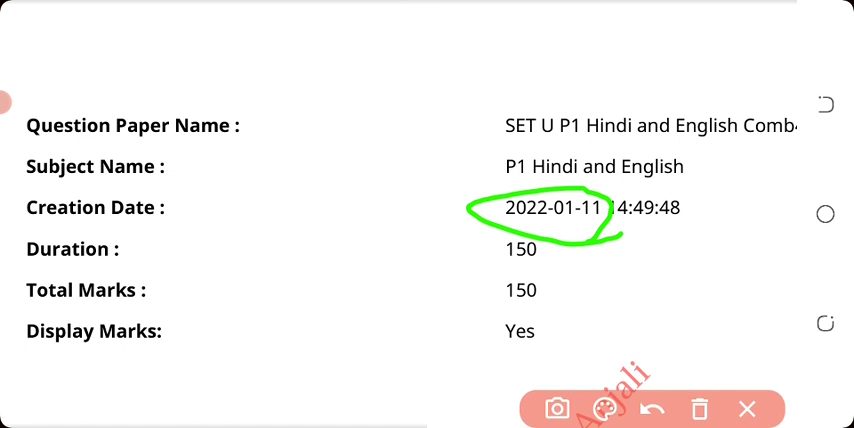 Question Paper Name : SET U P1 Hindi and English
Subject Name : P1 Hindi and English
Creation Date : 2022-01-11 14:49:48
Duration : 150
Total Marks : 150
Display Marks: Yes
Anjali